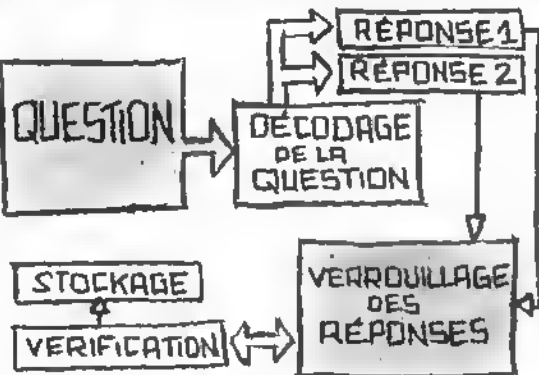 QUESTION
RÉPONSE 1
RÉPONSE 2
DÉCODAGE
DE LA
QUESTION
STOCKAGE
VERIFICATION
VERROUILLAGE
DES
RÉPONSES